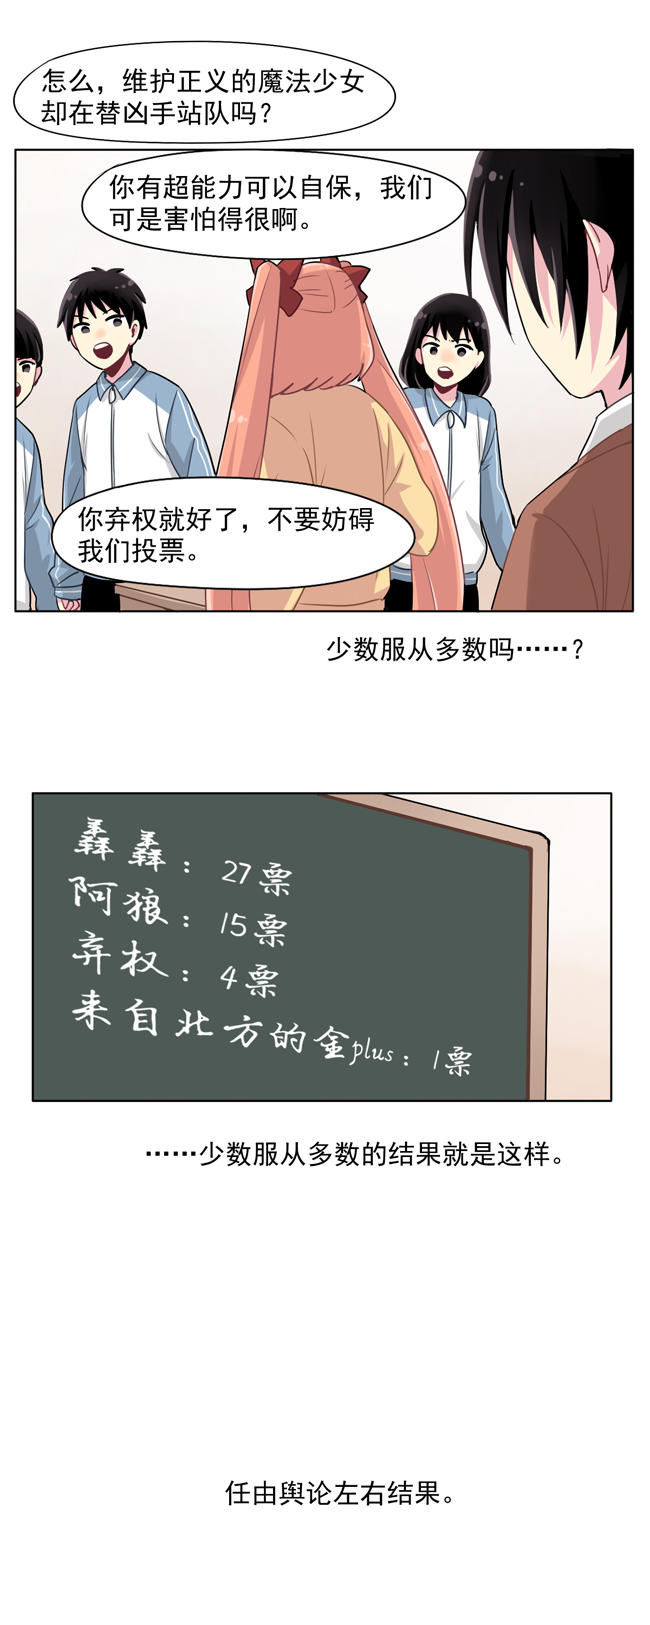 怎么，维护正义的魔法少女
却在替凶手站队吗？
你有超能力可以自保，我们
可是害怕得很啊。
你弃权就好了，不要妨碍
我们投票。
少数服从多数吗……？
羴羴：27票
阿狼：15票
弃权：4票
来自北方的金plus：1票
……少数服从多数的结果就是这样。
任由舆论左右结果。